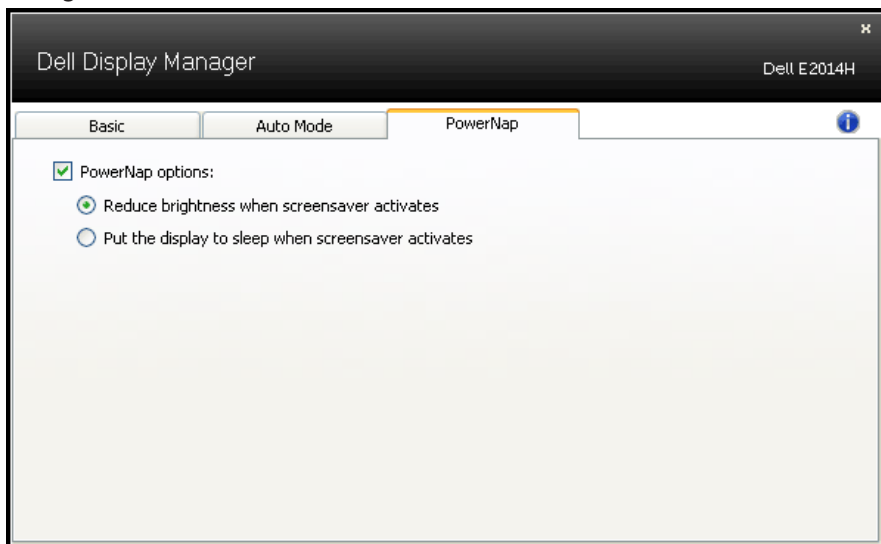 x
Dell Display Manager
Dell E2014H
Basic Auto Mode PowerNap i
PowerNap options:
Reduce brightness when screensaver activates
Put the display to sleep when screensaver activates